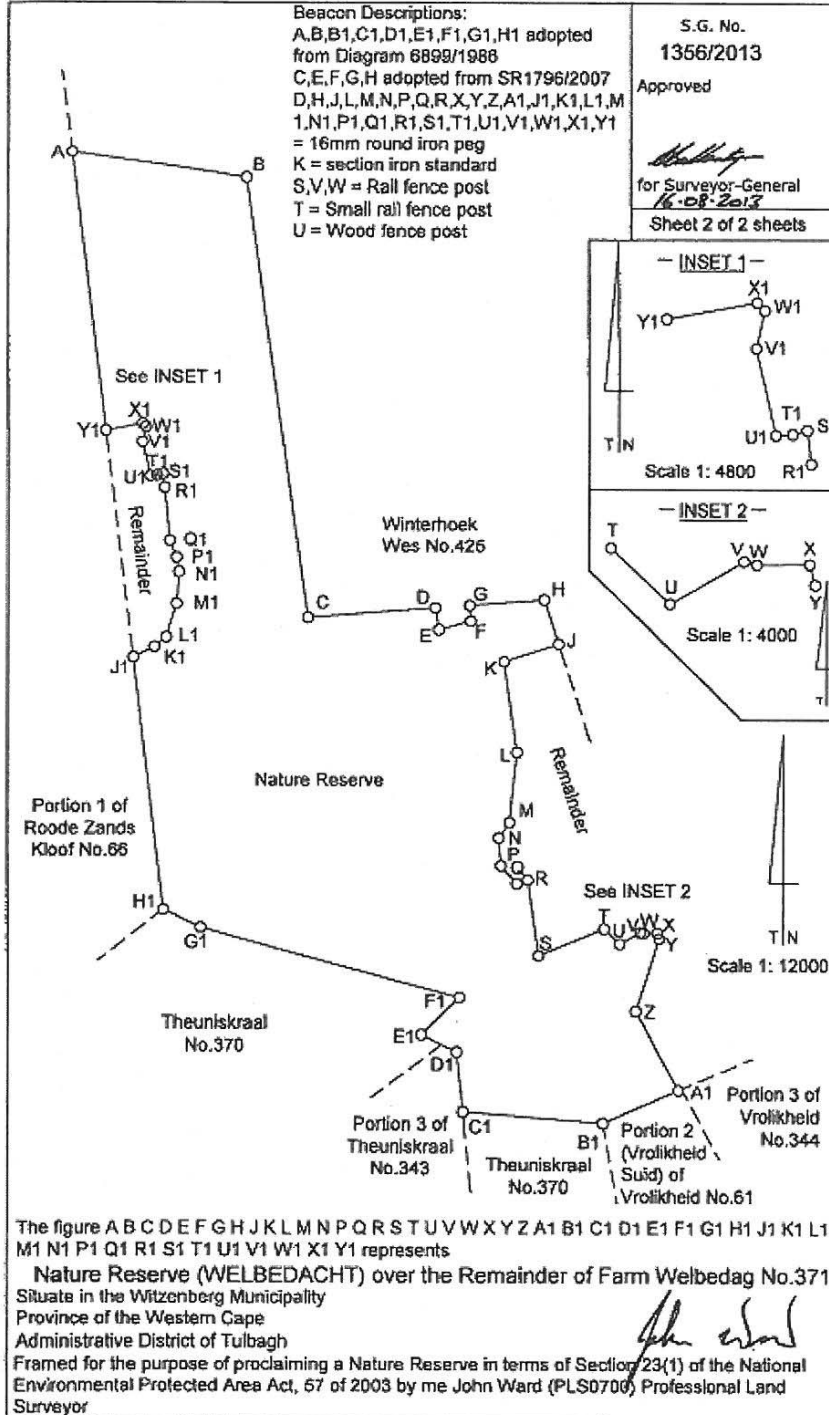 Beacon Descriptions:
A,B,B1,C1,D1,E1,F1,G1,H1 adopted
from Diagram 6899/1986
C,E,F,G,H adopted from SR1796/2007
D,H,J,L,M,N,P,Q,R,X,Y,Z,A1,J1,K1,L1,M
1,N1,P1,Q1,R1,S1,T1,U1,V1,W1,X1,Y1
= 16mm round iron peg
K = section iron standard
S,V,W = Rail fence post
T = Small rail fence post
U = Wood fence post
S.G. No.
1356/2013
Approved
for Surveyor-General
16-08-2013
Sheet 2 of 2 sheets
- INSET 1 -
X1
W1
Y1
V1
T1
S
U1
R1
T N
Scale 1: 4800
- INSET 2 -
T
V
W
X
U
Y
Scale 1: 4000
T
A
B
See INSET 1
X1
Y1
W1
V1
T1
U1
S1
R1
Remainder
Q1
P1
N1
M1
L1
K1
J1
Winterhoek
Wes No.426
C
D
E
G
F
H
J
K
L
Remainder
M
N
P
Q
R
Nature Reserve
Portion 1 of
Roode Zands
Kloof No.66
H1
G1
See INSET 2
T
U
V
W
X
Y
S
T N
Scale 1: 12000
Z
F1
E1
D1
Theuniskraal
No.370
A1
C1
B1
Portion 3 of
Theuniskraal
No.343
Theuniskraal
No.370
Portion 2
(Vrolikheid
Suid) of
Vrolikheid No.61
Portion 3 of
Vrolikheid
No.344
The figure A B C D E F G H J K L M N P Q R S T U V W X Y Z A1 B1 C1 D1 E1 F1 G1 H1 J1 K1 L1
M1 N1 P1 Q1 R1 S1 T1 U1 V1 W1 X1 Y1 represents
Nature Reserve (WELBEDACHT) over the Remainder of Farm Welbedag No.371
Situate in the Witzenberg Municipality
Province of the Western Cape
Administrative District of Tulbagh
Framed for the purpose of proclaiming a Nature Reserve in terms of Section 23(1) of the National
Environmental Protected Area Act, 57 of 2003 by me John Ward (PLS0700) Professional Land
Surveyor